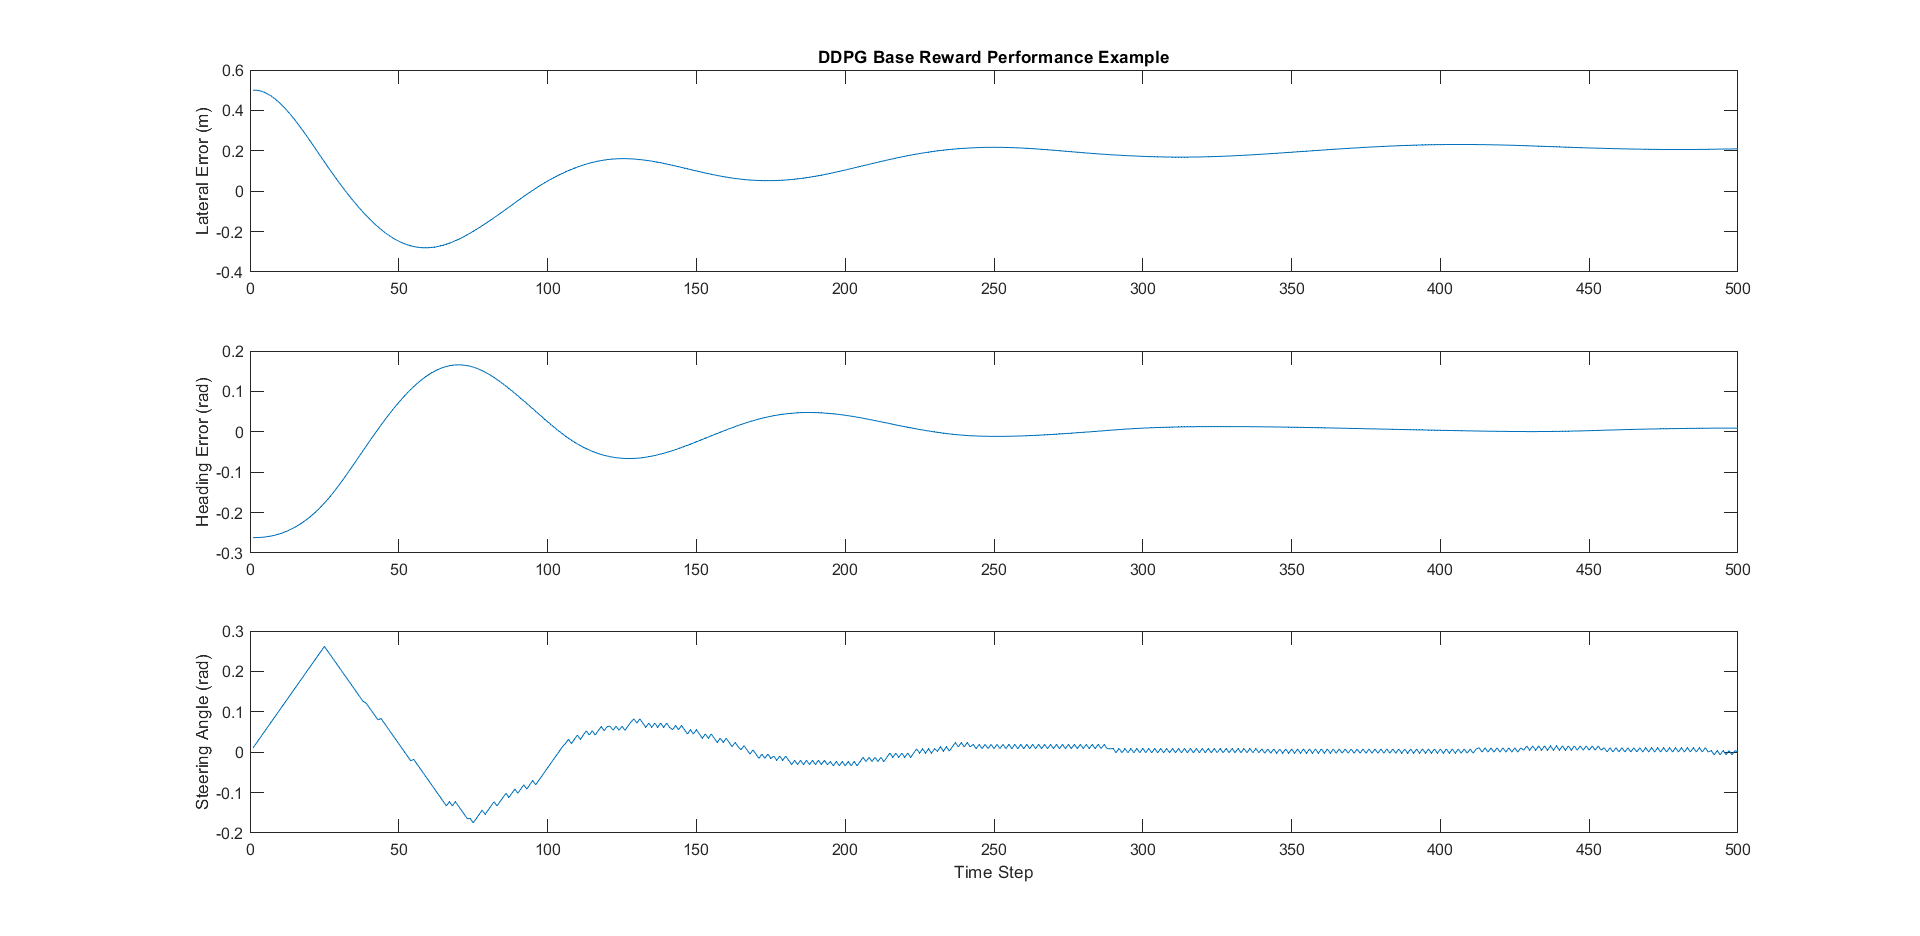 DDPG Base Reward Performance Example
Lateral Error (m)
0.6
0.4
0.2
0
-0.2
-0.4
0 50 100 150 200 250 300 350 400 450 500
Heading Error (rad)
0.2
0.1
0
-0.1
-0.2
-0.3
0 50 100 150 200 250 300 350 400 450 500
Steering Angle (rad)
0.3
0.2
0.1
0
-0.1
-0.2
0 50 100 150 200 250 300 350 400 450 500
Time Step